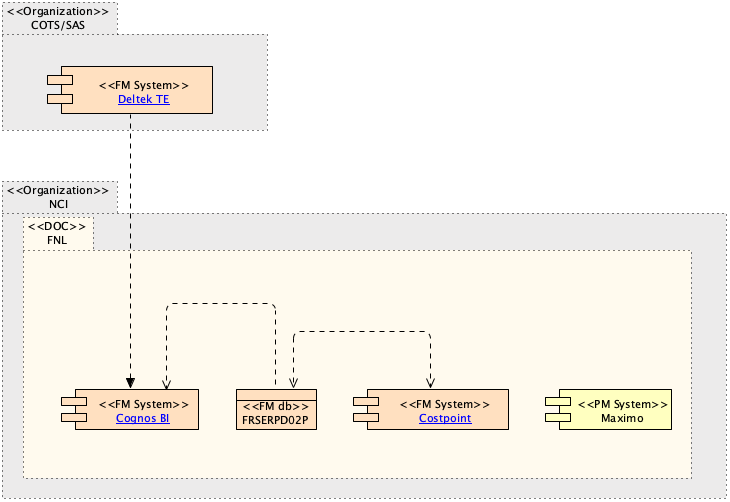 <<Organization>>
COTS/SAS
<<FM System>>
Deltek TE
<<Organization>>
NCI
<<DOC>>
FNL
<<FM System>>
Cognos BI
<<FM db>>
FRSERPD02P
<<FM System>>
Costpoint
<<PM System>>
Maximo